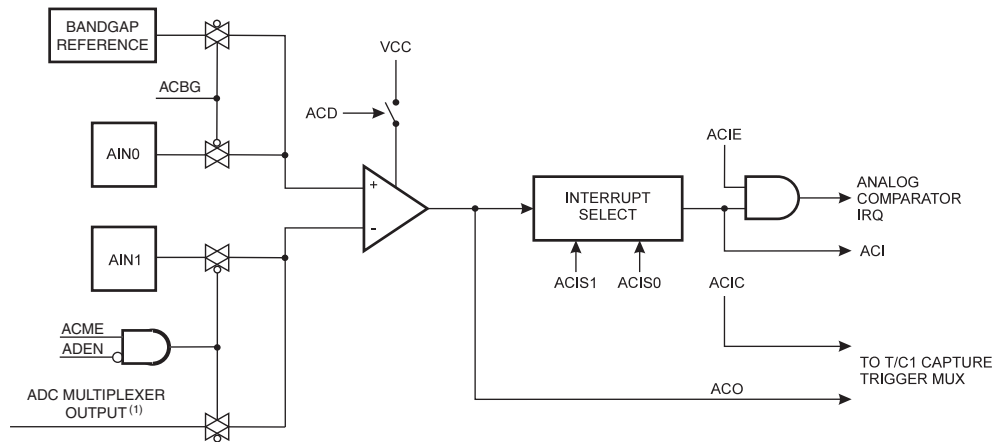 BANDGAP
REFERENCE
VCC
ACBG
ACD
AIN0
ACIE
+
INTERRUPT
SELECT
ANALOG
COMPARATOR
IRQ
-
AIN1
ACI
ACIS1
ACIS0
ACIC
ACME
ADEN
TO T/C1 CAPTURE
TRIGGER MUX
ADC MULTIPLEXER
OUTPUT (1)
ACO